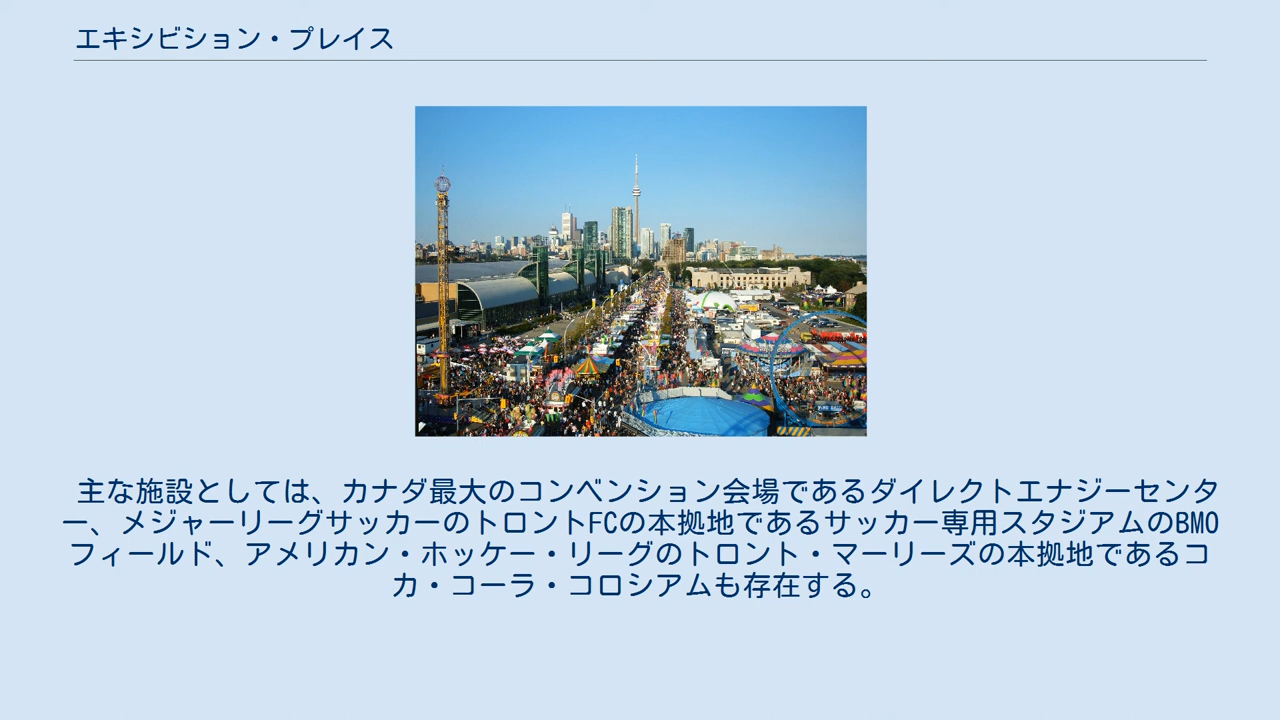 エキシビション・プレイス
主な施設としては、カナダ最大のコンベンション会場であるダイレクトエナジーセンタ
ー、メジャーリーグサッカーのトロントFCの本拠地であるサッカー専用スタジアムのBMO
フィールド、アメリカン・ホッケー・リーグのトロント・マーリーズの本拠地であるコ
カ・コーラ・コロシアムも存在する。